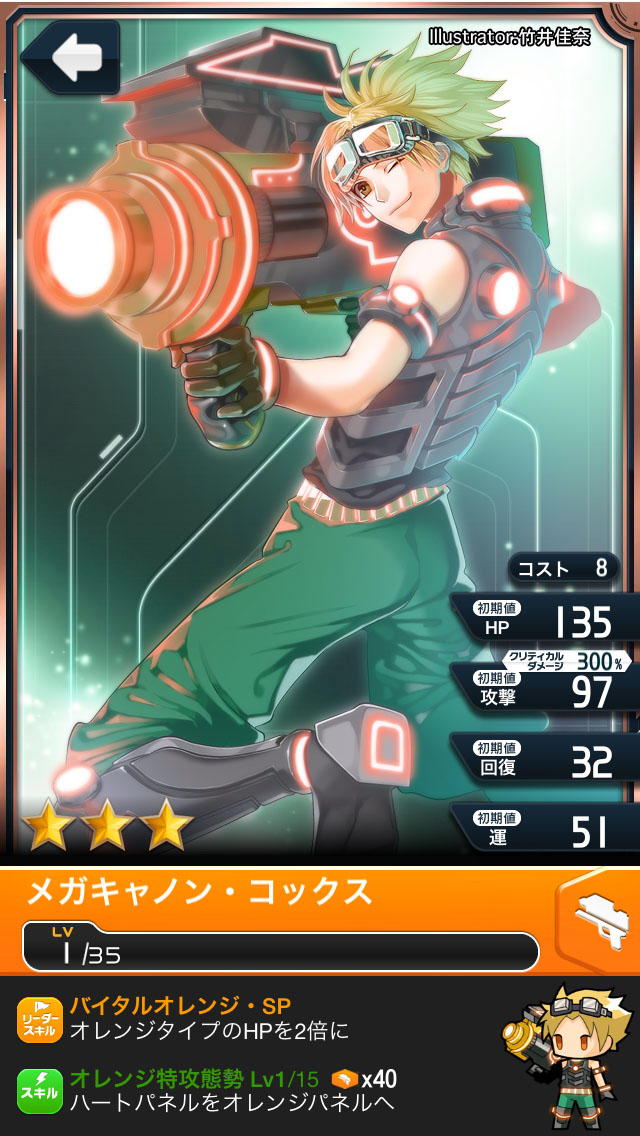 Illustrator:竹井佳奈
コスト 8
初期値
HP 135
クリティカル
ダメージ 300%
初期値
攻撃 97
初期値
回復 32
初期値
運 51
メガキャノン・コックス
LV
1/35
リーダー
スキル
バイタルオレンジ・SP
オレンジタイプのHPを2倍に
スキル
オレンジ特攻態勢 Lv1/15 x40
ハートパネルをオレンジパネルへ